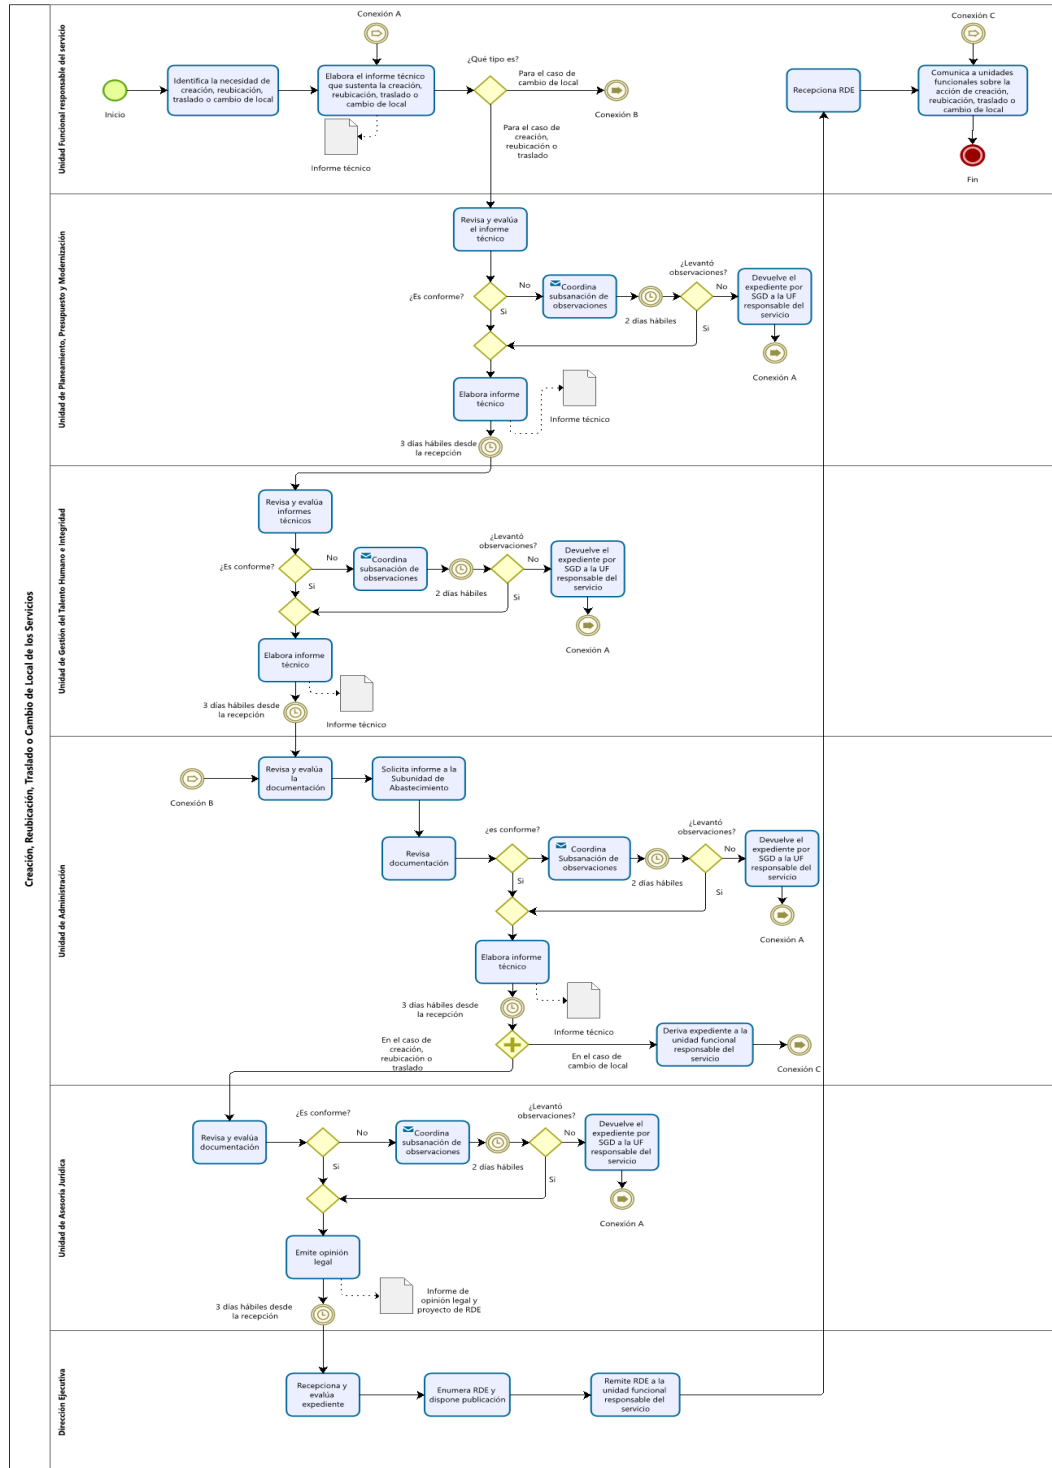 Creación, Reubicación, Traslado o Cambio de Local de los Servicios
Unidad Funcional responsable del servicio
Conexión A
Inicio
Identifica la necesidad de
creación, reubicación,
traslado o cambio de local
Elabora el informe técnico
que sustenta la creación,
reubicación, traslado o
cambio de local
Informe técnico
¿Qué tipo es?
Para el caso de
cambio de local
Conexión B
Para el caso de
creación,
reubicación o
traslado
Recepciona RDE
Conexión C
Comunica a unidades
funcionales sobre la
acción de creación,
reubicación, traslado o
cambio de local
Fin
Unidad de Planeamiento, Presupuesto y Modernización
Revisa y evalúa
el informe
técnico
¿Es conforme?
No
Si
Coordina
subsanación de
observaciones
2 días hábiles
¿Levantó
observaciones?
No
Si
Devuelve el
expediente por
SGD a la UF
responsable del
servicio
Conexión A
Elabora informe
técnico
Informe técnico
3 días hábiles desde
la recepción
Unidad de Gestión del Talento Humano e Integridad
Revisa y evalúa
informes
técnicos
¿Es conforme?
No
Si
Coordina
subsanación de
observaciones
2 días hábiles
¿Levantó
observaciones?
No
Si
Devuelve el
expediente por
SGD a la UF
responsable del
servicio
Conexión A
Elabora informe
técnico
Informe técnico
3 días hábiles desde
la recepción
Unidad de Administración
Conexión B
Revisa y evalúa
la
documentación
Solicita informe a la
Subunidad de
Abastecimiento
Revisa
documentación
¿es conforme?
Si
Coordina
Subsanación de
observaciones
2 días hábiles
¿Levantó
observaciones?
No
Si
Devuelve el
expediente por
SGD a la UF
responsable del
servicio
Conexión A
Elabora informe
técnico
Informe técnico
3 días hábiles desde
la recepción
En el caso de
creación,
reubicación o
traslado
En el caso de
cambio de local
Deriva expediente a la
unidad funcional
responsable del
servicio
Conexión C
Unidad de Asesoría Jurídica
Revisa y evalúa
documentación
¿Es conforme?
No
Si
Coordina
subsanación de
observaciones
2 días hábiles
¿Levantó
observaciones?
No
Si
Devuelve el
expediente por
SGD a la UF
responsable del
servicio
Conexión A
Emite opinión
legal
Informe de
opinión legal y
proyecto de RDE
3 días hábiles desde
la recepción
Dirección Ejecutiva
Recepciona y
evalúa
expediente
Enumera RDE y
dispone publicación
Remite RDE a la
unidad funcional
responsable del
servicio